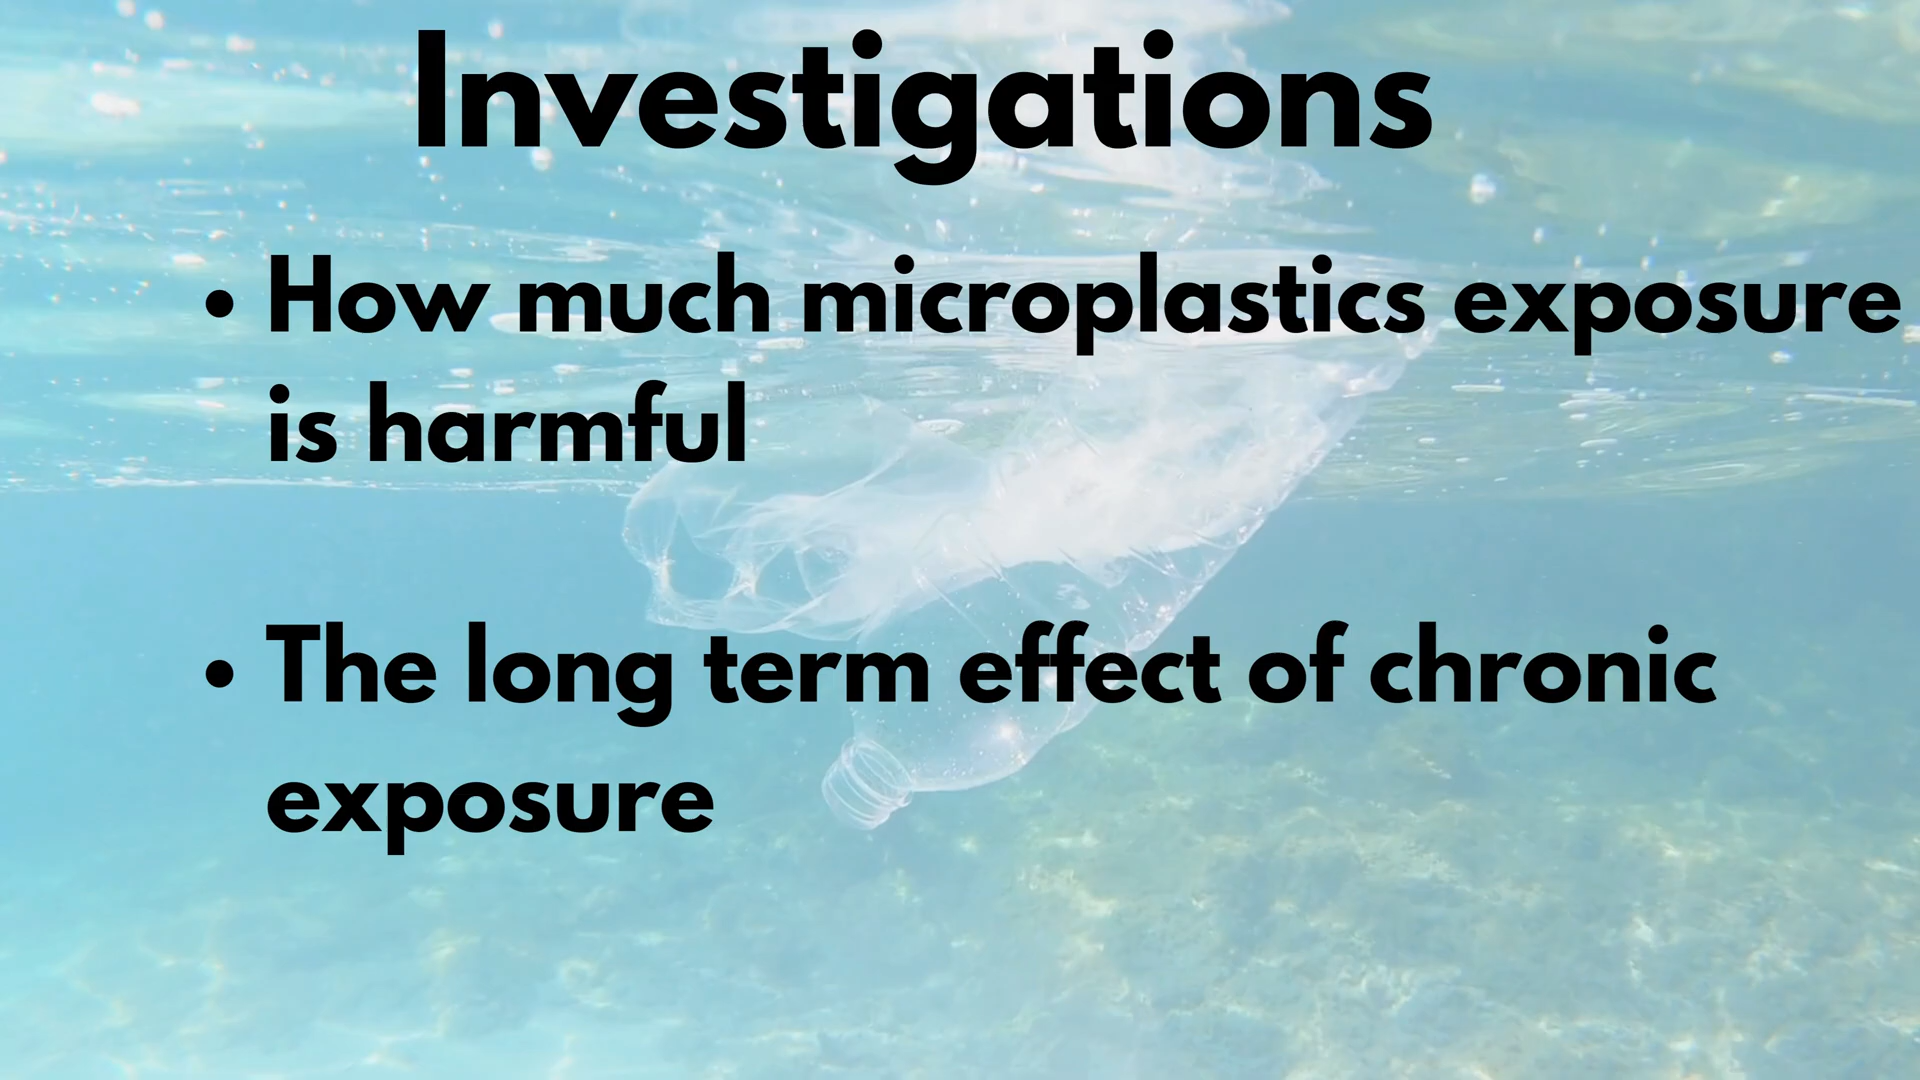 Investigations
• How much microplastics exposure
is harmful
• The long term effect of chronic
exposure